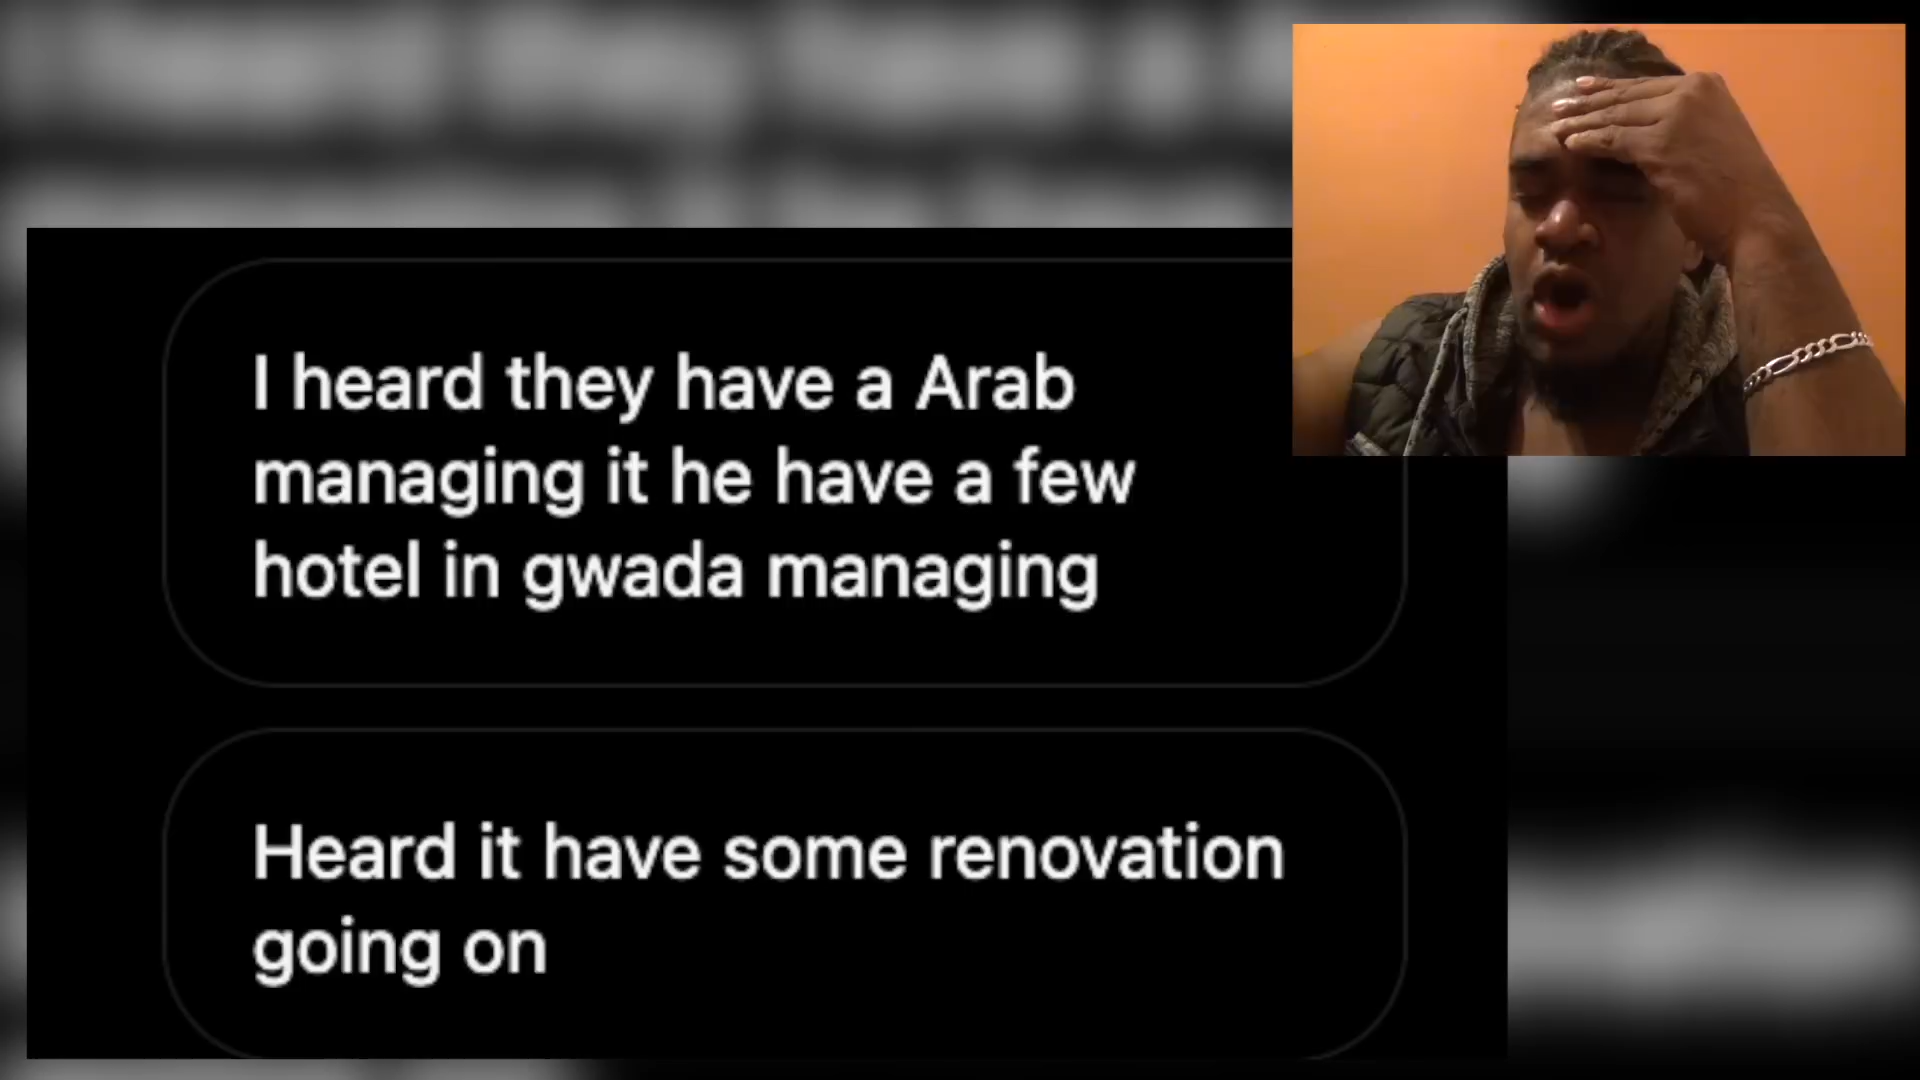 I heard they have a Arab
managing it he have a few
hotel in gwada managing
Heard it have some renovation
going on